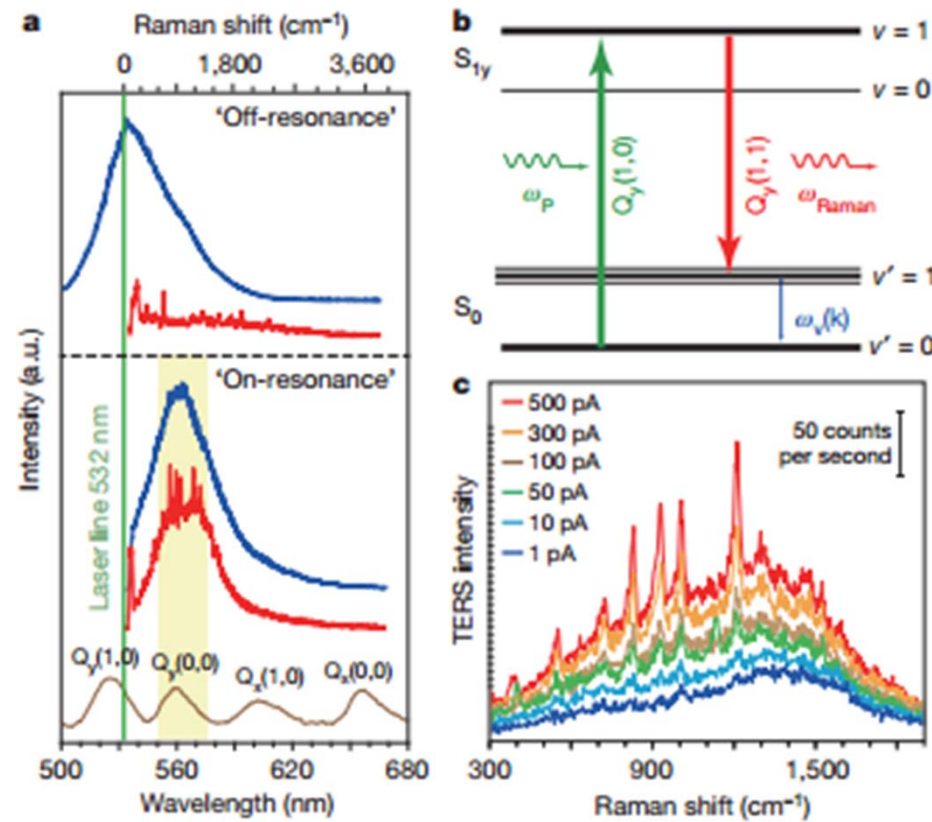 a
Raman shift (cm⁻¹)
0 1,800 3,600
'Off-resonance'
'On-resonance'
Laser line 532 nm
Intensity (a.u.)
Qy(1,0) Qy(0,0) Qx(1,0) Qx(0,0)
500 560 620 680
Wavelength (nm)
b
S1y
v = 1
v = 0
ωP
Qy(1,0)
Qy(1,1)
ωRaman
S0
v′ = 1
ωv(k)
v′ = 0
c
500 pA
300 pA
100 pA
50 pA
10 pA
1 pA
50 counts
per second
TERS intensity
300 900 1,500
Raman shift (cm⁻¹)